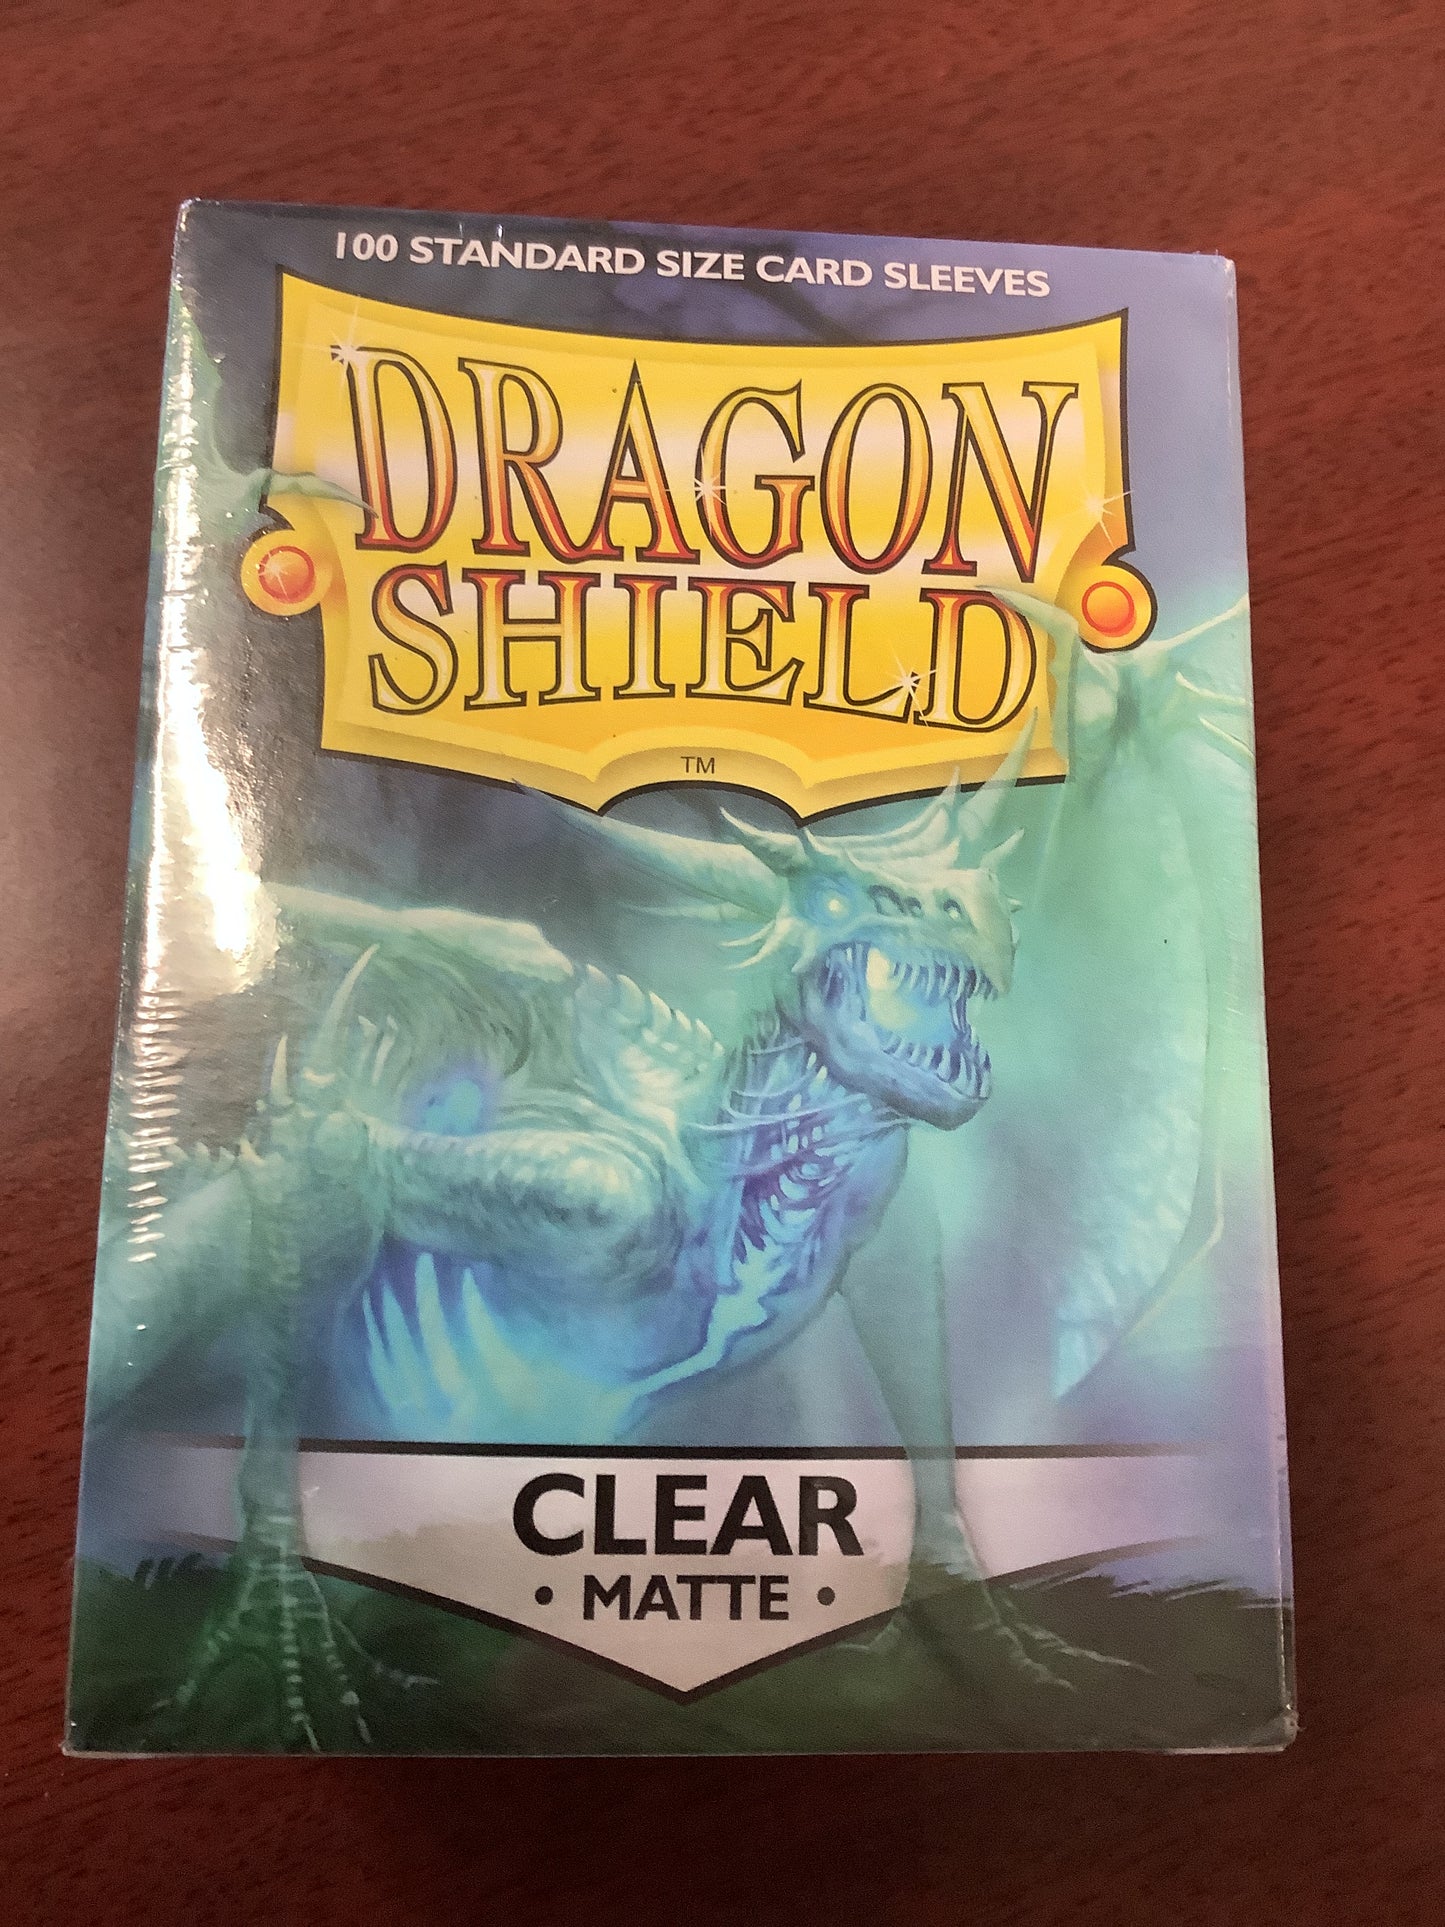 100 STANDARD SIZE CARD SLEEVES
DRAGON
SHIELD
TM
CLEAR
• MATTE •